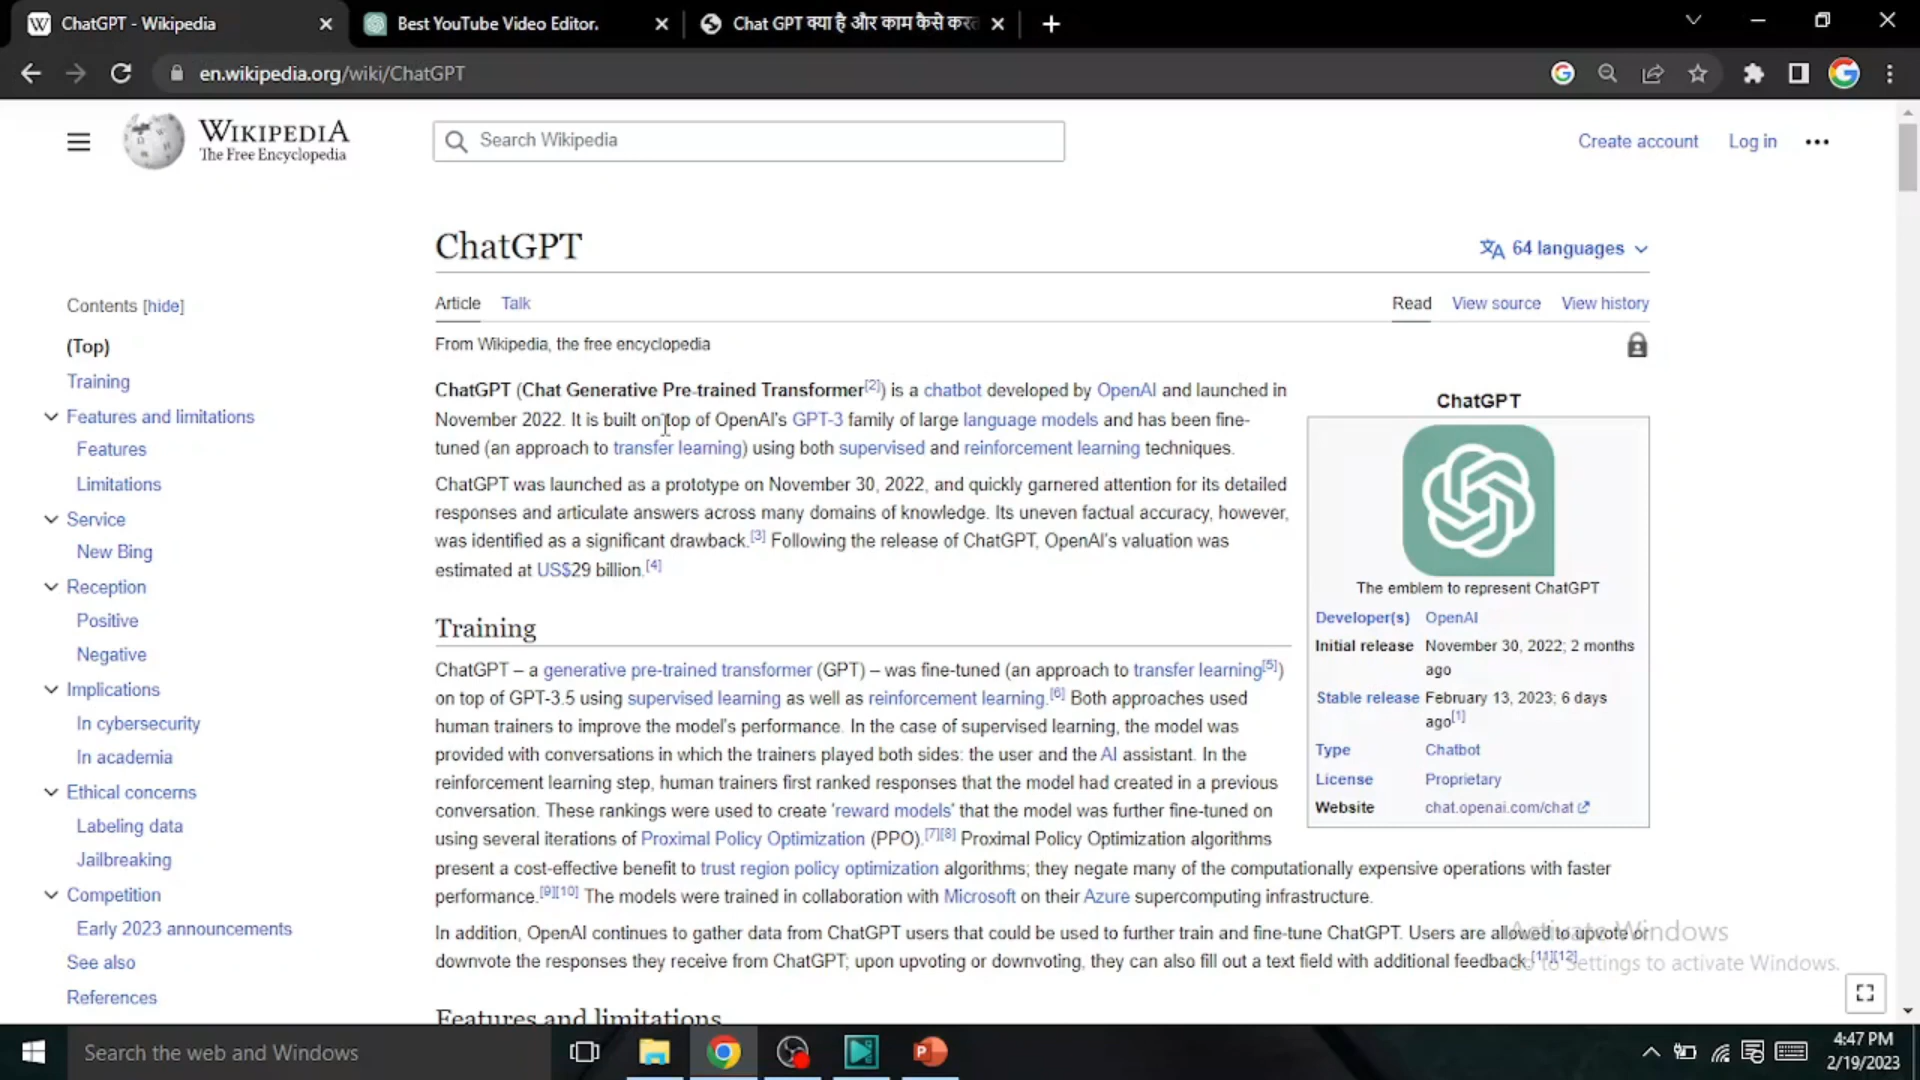 ChatGPT - Wikipedia
Best YouTube Video Editor.
Chat GPT क्या है और काम कैसे करत
en.wikipedia.org/wiki/ChatGPT
WIKIPEDIA
The Free Encyclopedia
Search Wikipedia
Create account
Log in
ChatGPT
64 languages
Contents [hide]
Article
Talk
Read
View source
View history
(Top)
Training
Features and limitations
Features
Limitations
Service
New Bing
Reception
Positive
Negative
Implications
In cybersecurity
In academia
Ethical concerns
Labeling data
Jailbreaking
Competition
Early 2023 announcements
See also
References
From Wikipedia, the free encyclopedia
ChatGPT (Chat Generative Pre-trained Transformer[2]) is a chatbot developed by OpenAI and launched in
November 2022. It is built on top of OpenAI's GPT-3 family of large language models and has been fine-
tuned (an approach to transfer learning) using both supervised and reinforcement learning techniques.
ChatGPT was launched as a prototype on November 30, 2022, and quickly garnered attention for its detailed
responses and articulate answers across many domains of knowledge. Its uneven factual accuracy, however,
was identified as a significant drawback.[3] Following the release of ChatGPT, OpenAI's valuation was
estimated at US$29 billion.[4]
Training
ChatGPT – a generative pre-trained transformer (GPT) – was fine-tuned (an approach to transfer learning[5])
on top of GPT-3.5 using supervised learning as well as reinforcement learning.[6] Both approaches used
human trainers to improve the model's performance. In the case of supervised learning, the model was
provided with conversations in which the trainers played both sides: the user and the AI assistant. In the
reinforcement learning step, human trainers first ranked responses that the model had created in a previous
conversation. These rankings were used to create 'reward models' that the model was further fine-tuned on
using several iterations of Proximal Policy Optimization (PPO).[7][8] Proximal Policy Optimization algorithms
present a cost-effective benefit to trust region policy optimization algorithms; they negate many of the computationally expensive operations with faster
performance.[9][10] The models were trained in collaboration with Microsoft on their Azure supercomputing infrastructure.
In addition, OpenAI continues to gather data from ChatGPT users that could be used to further train and fine-tune ChatGPT. Users are allowed to upvote or
downvote the responses they receive from ChatGPT; upon upvoting or downvoting, they can also fill out a text field with additional feedback.[11][12]
Features and limitations
ChatGPT
The emblem to represent ChatGPT
Developer(s) OpenAI
Initial release November 30, 2022; 2 months
ago
Stable release February 13, 2023; 6 days
ago[1]
Type Chatbot
License Proprietary
Website chat.openai.com/chat
Activate Windows
Go to Settings to activate Windows.
Search the web and Windows
4:47 PM
2/19/2023